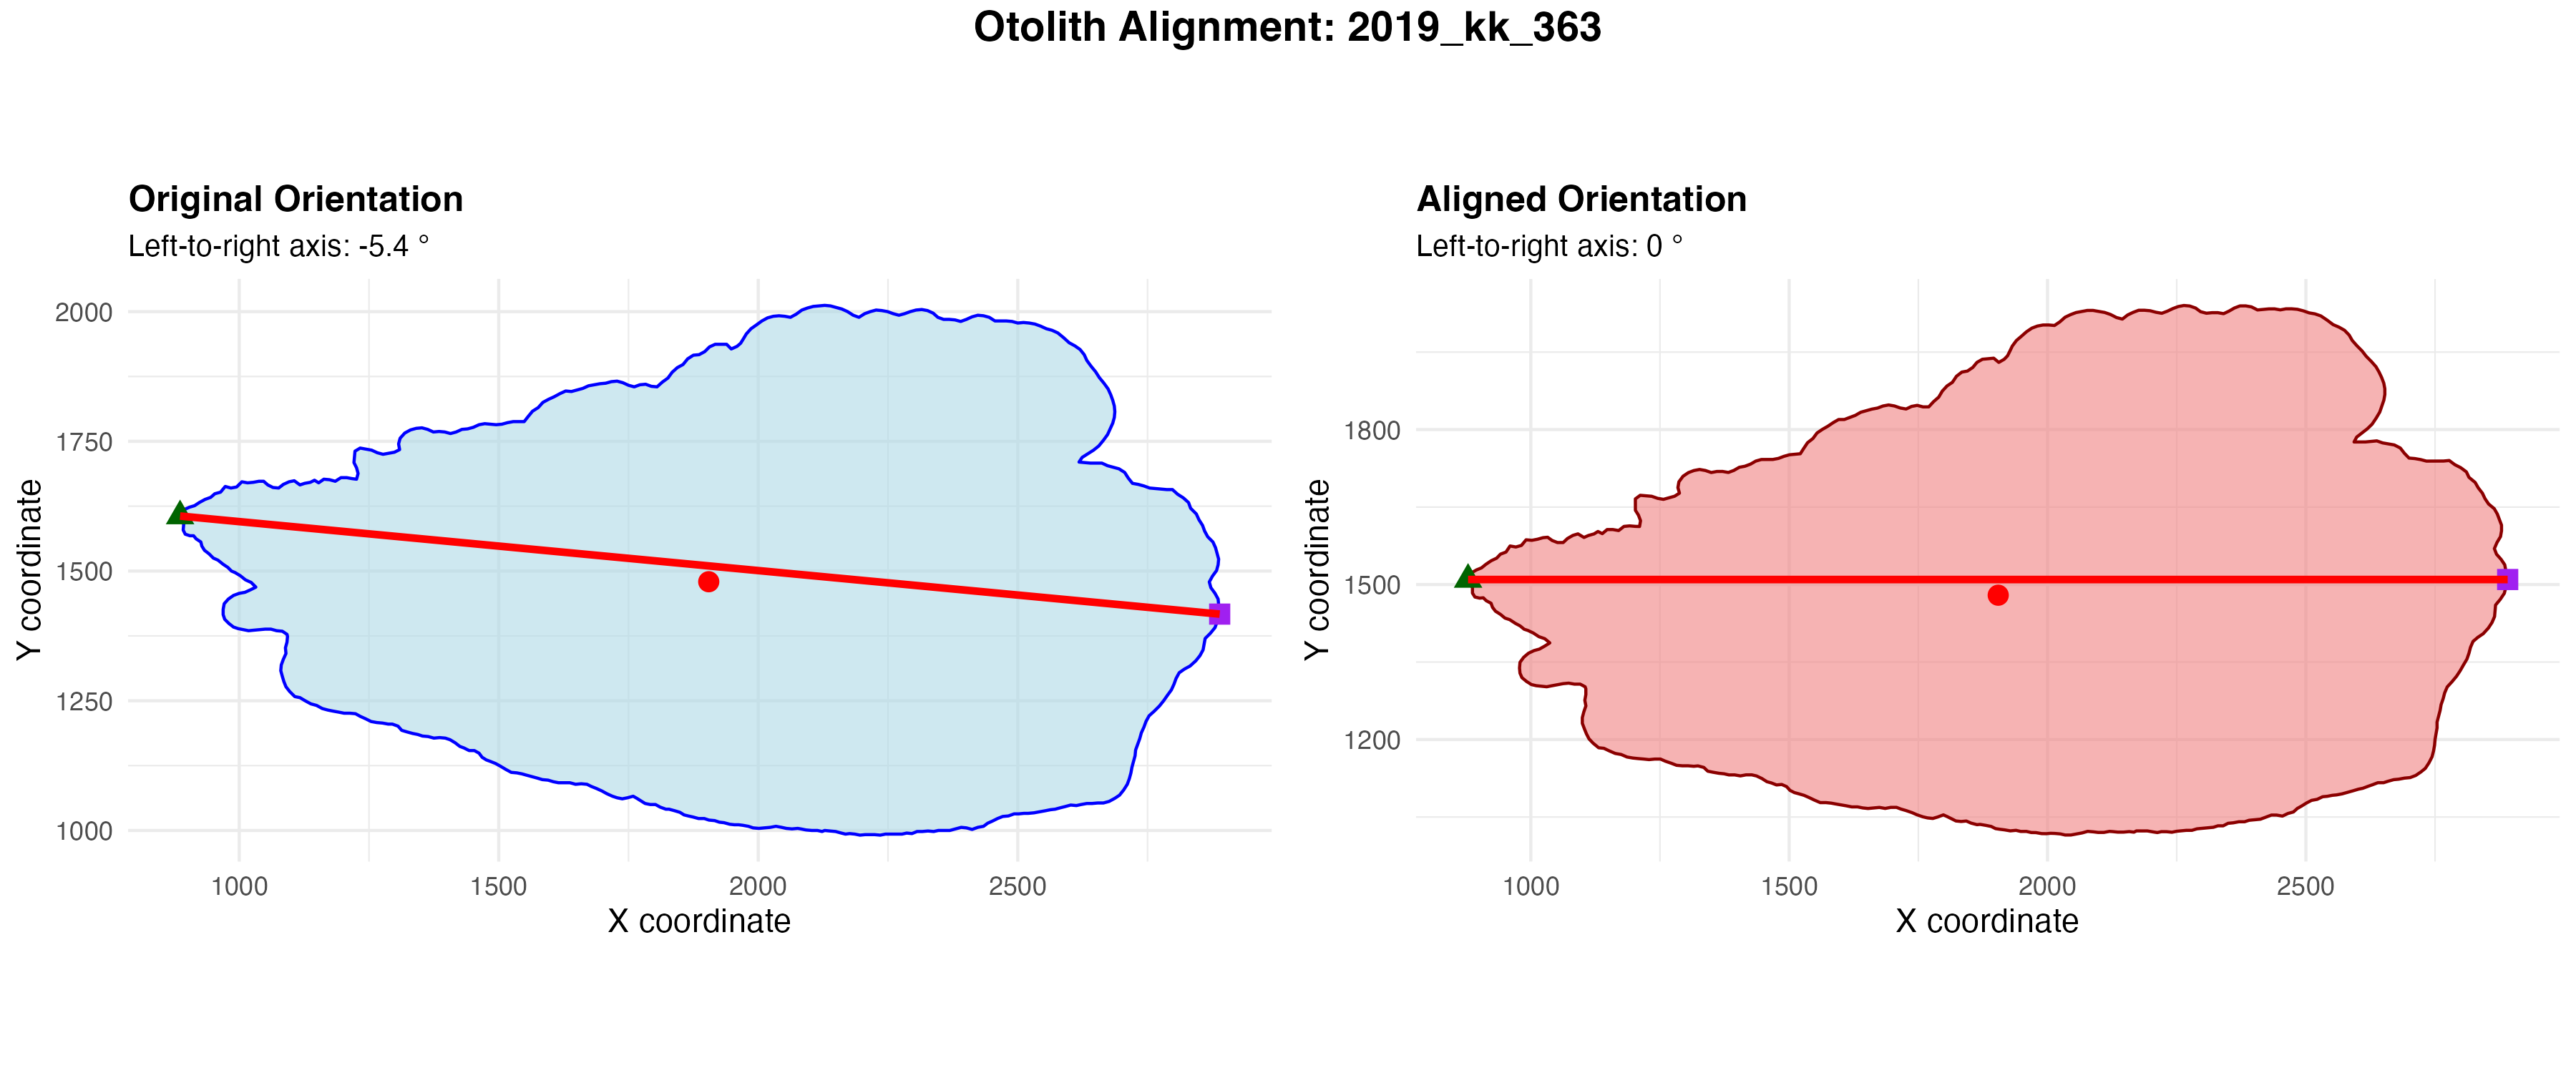 Otolith Alignment: 2019_kk_363
Original Orientation
Left-to-right axis: -5.4 °
2000
1750
1500
1250
1000
Y coordinate
1000 1500 2000 2500
X coordinate
Aligned Orientation
Left-to-right axis: 0 °
1800
1500
1200
Y coordinate
1000 1500 2000 2500
X coordinate